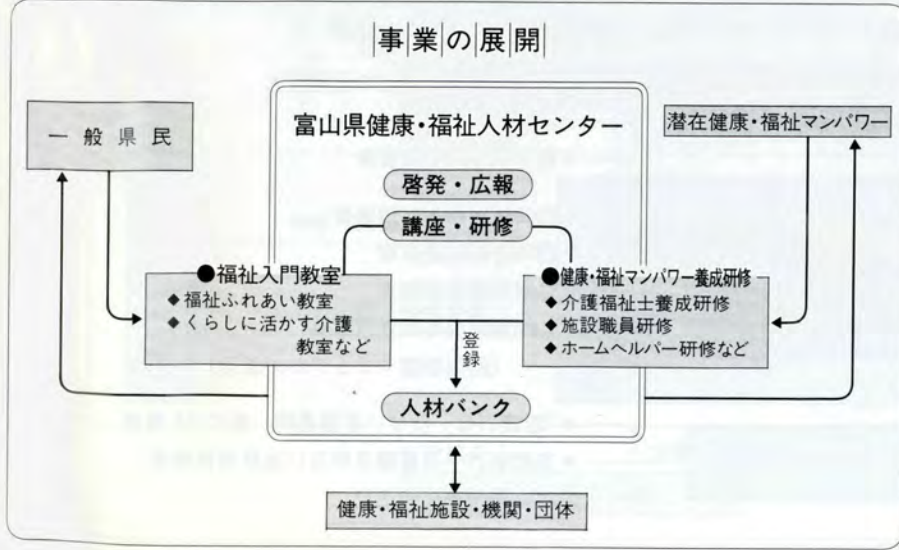 事業の展開
富山県健康・福祉人材センター
一般県民
潜在健康・福祉マンパワー
啓発・広報
講座・研修
●福祉入門教室
◆福祉ふれあい教室
◆くらしに活かす介護
教室など
●健康・福祉マンパワー養成研修
◆介護福祉士養成研修
◆施設職員研修
◆ホームヘルパー研修など
登録
人材バンク
健康・福祉施設・機関・団体